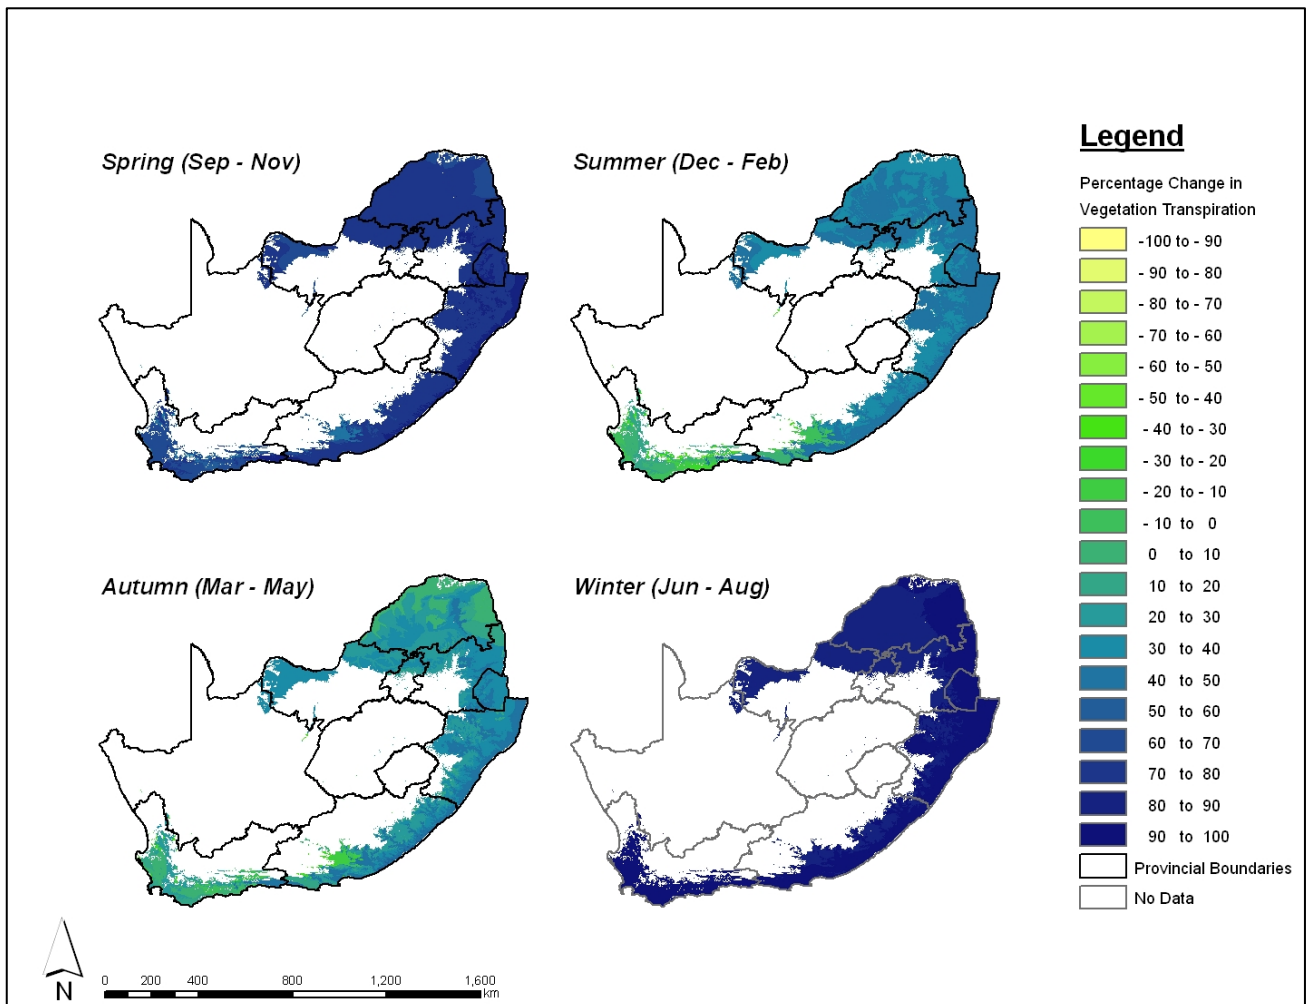 Spring (Sep - Nov)
Summer (Dec - Feb)
Autumn (Mar - May)
Winter (Jun - Aug)
Legend
Percentage Change in
Vegetation Transpiration
-100 to - 90
- 90 to - 80
- 80 to - 70
- 70 to - 60
- 60 to - 50
- 50 to - 40
- 40 to - 30
- 30 to - 20
- 20 to - 10
- 10 to 0
0 to 10
10 to 20
20 to 30
30 to 40
40 to 50
50 to 60
60 to 70
70 to 80
80 to 90
90 to 100
Provincial Boundaries
No Data
N
0 200 400 800 1,200 1,600
km